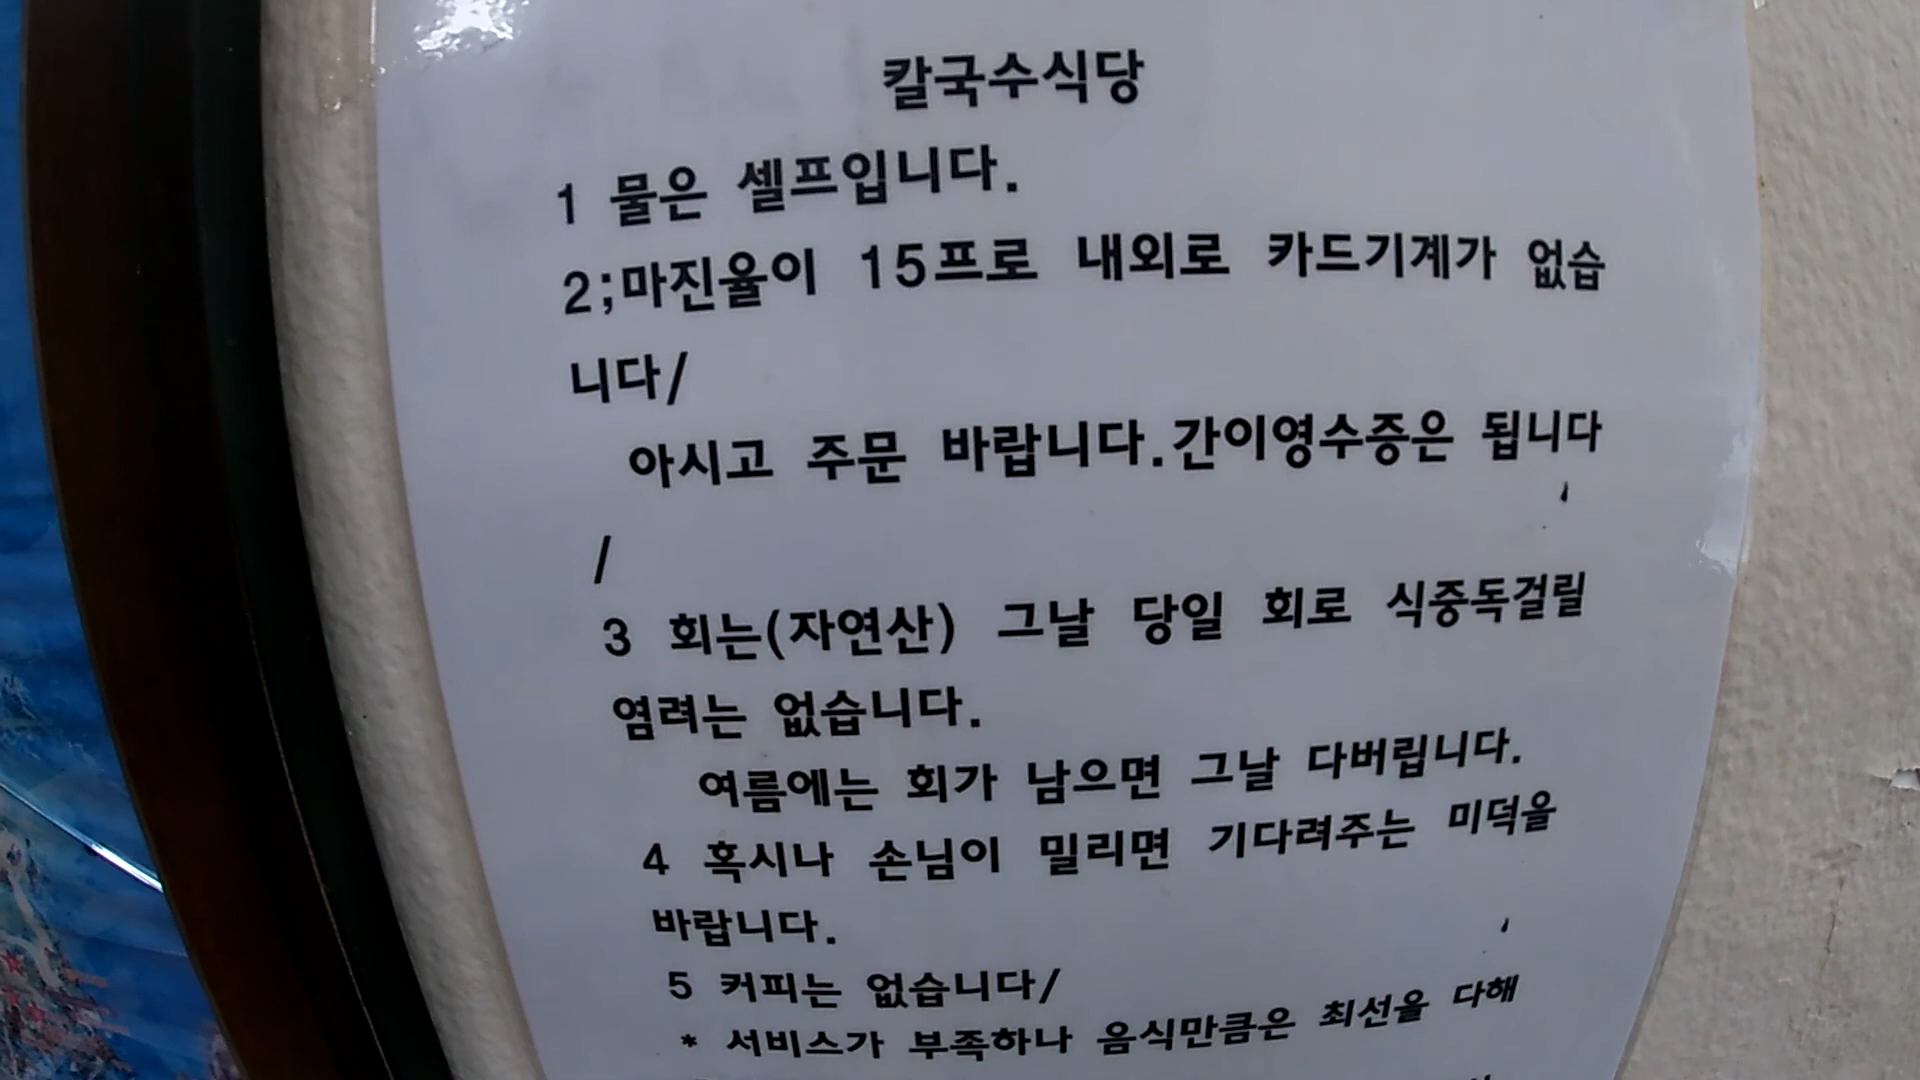 칼국수식당
1 물은 셀프입니다.
2;마진율이 15프로 내외로 카드기계가 없습
니다/
아시고 주문 바랍니다.간이영수증은 됩니다
/
3 회는(자연산) 그날 당일 회로 식중독걸릴
염려는 없습니다.
여름에는 회가 남으면 그날 다버립니다.
4 혹시나 손님이 밀리면 기다려주는 미덕을
바랍니다.
5 커피는 없습니다/
* 서비스가 부족하나 음식만큼은 최선을 다해